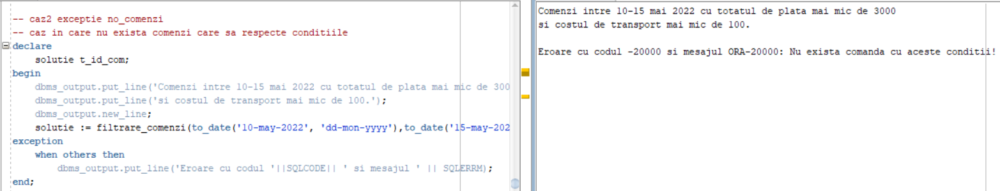 -- caz2 exceptie no_comenzi
-- caz in care nu exista comenzi care sa respecte conditiile
declare
    solutie t_id_com;
begin
    dbms_output.put_line('Comenzi intre 10-15 mai 2022 cu totatul de plata mai mic de 300
    dbms_output.put_line('si costul de transport mai mic de 100.');
    dbms_output.new_line;
    solutie := filtrare_comenzi(to_date('10-may-2022', 'dd-mon-yyyy'),to_date('15-may-202
exception
    when others then
        dbms_output.put_line('Eroare cu codul '||SQLCODE|| ' si mesajul ' || SQLERRM);
end;
Comenzi intre 10-15 mai 2022 cu totatul de plata mai mic de 3000
si costul de transport mai mic de 100.
Eroare cu codul -20000 si mesajul ORA-20000: Nu exista comanda cu aceste conditii!